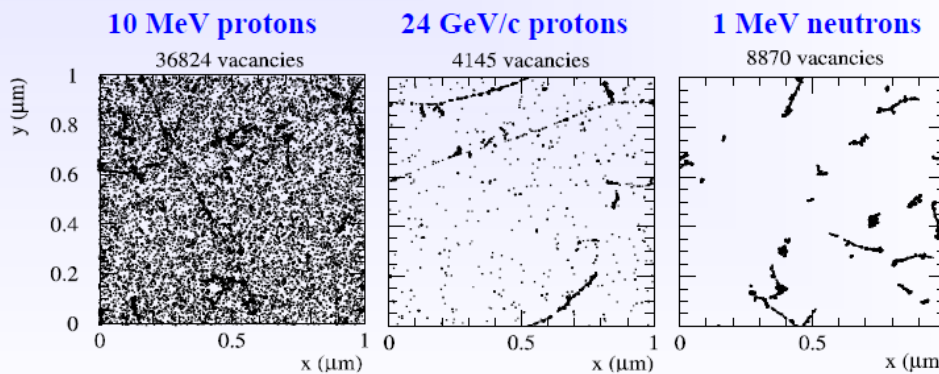 10 MeV protons 24 GeV/c protons 1 MeV neutrons
36824 vacancies 4145 vacancies 8870 vacancies
y (μm)
1
0.8
0.6
0.4
0.2
0
0 0.5 1 0 0.5 1 0 0.5
x (μm) x (μm) x (μm)